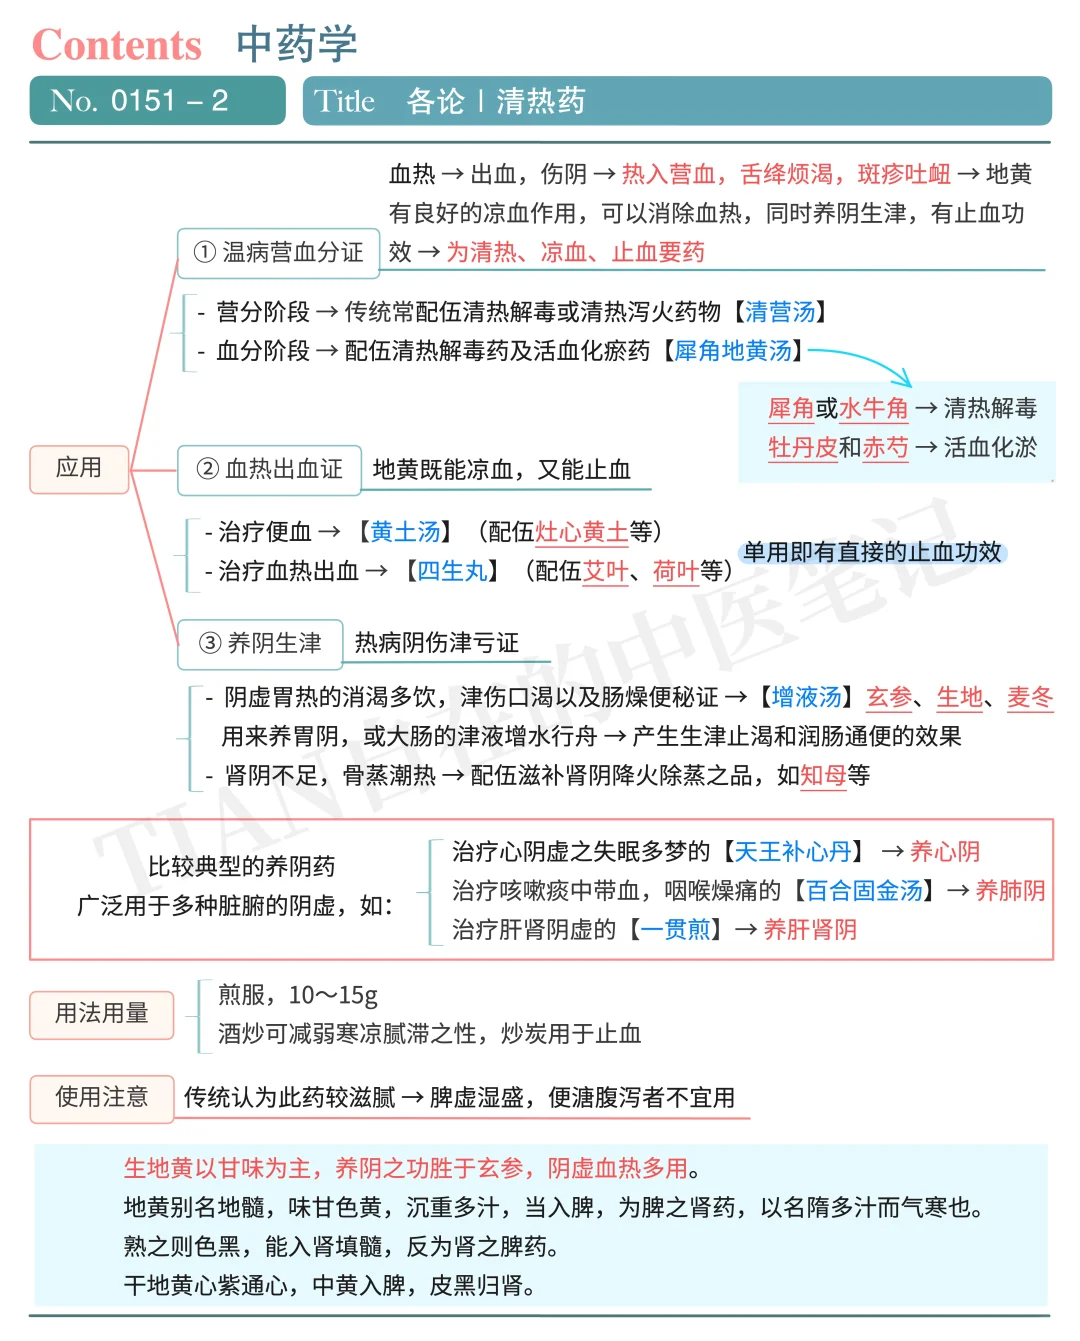 Contents 中药学
No. 0151 – 2
Title 各论 | 清热药
血热 → 出血，伤阴 → 热入营血，舌绛烦渴，斑疹吐衄 → 地黄
有良好的凉血作用，可以消除血热，同时养阴生津，有止血功
① 温病营血分证
效 → 为清热、凉血、止血要药
- 营分阶段 → 传统常配伍清热解毒或清热泻火药物【清营汤】
- 血分阶段 → 配伍清热解毒药及活血化瘀药【犀角地黄汤】
犀角或水牛角 → 清热解毒
牡丹皮和赤芍 → 活血化淤
应用
② 血热出血证 地黄既能凉血，又能止血
- 治疗便血 → 【黄土汤】（配伍灶心黄土等）
- 治疗血热出血 → 【四生丸】（配伍艾叶、荷叶等）
单用即有直接的止血功效
③ 养阴生津 热病阴伤津亏证
- 阴虚胃热的消渴多饮，津伤口渴以及肠燥便秘证 → 【增液汤】玄参、生地、麦冬
用来养胃阴，或大肠的津液增水行舟 → 产生生津止渴和润肠通便的效果
- 肾阴不足，骨蒸潮热 → 配伍滋补肾阴降火除蒸之品，如知母等
比较典型的养阴药
广泛用于多种脏腑的阴虚，如：
治疗心阴虚之失眠多梦的【天王补心丹】 → 养心阴
治疗咳嗽痰中带血，咽喉燥痛的【百合固金汤】→ 养肺阴
治疗肝肾阴虚的【一贯煎】→ 养肝肾阴
用法用量
煎服，10～15g
酒炒可减弱寒凉腻滞之性，炒炭用于止血
使用注意 传统认为此药较滋腻 → 脾虚湿盛，便溏腹泻者不宜用
生地黄以甘味为主，养阴之功胜于玄参，阴虚血热多用。
地黄别名地髓，味甘色黄，沉重多汁，当入脾，为脾之肾药，以名隋多汁而气寒也。
熟之则色黑，能入肾填髓，反为肾之脾药。
干地黄心紫通心，中黄入脾，皮黑归肾。
TIAN自在的中医笔记